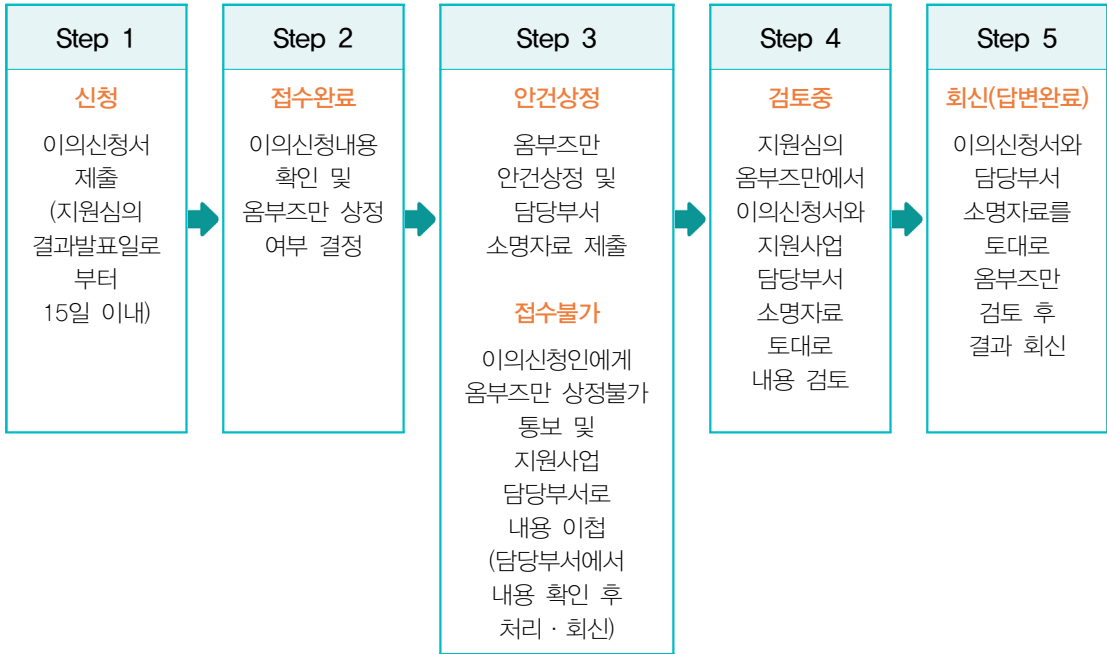 Step 1
신청
이의신청서
제출
(지원심의
결과발표일로
부터
15일 이내)
Step 2
접수완료
이의신청내용
확인 및
옴부즈만 상정
여부 결정
Step 3
안건상정
옴부즈만
안건상정 및
담당부서
소명자료 제출
접수불가
이의신청인에게
옴부즈만 상정불가
통보 및
지원사업
담당부서로
내용 이첩
(담당부서에서
내용 확인 후
처리·회신)
Step 4
검토중
지원심의
옴부즈만에서
이의신청서와
지원사업
담당부서
소명자료
토대로
내용 검토
Step 5
회신(답변완료)
이의신청서와
담당부서
소명자료를
토대로
옴부즈만
검토 후
결과 회신